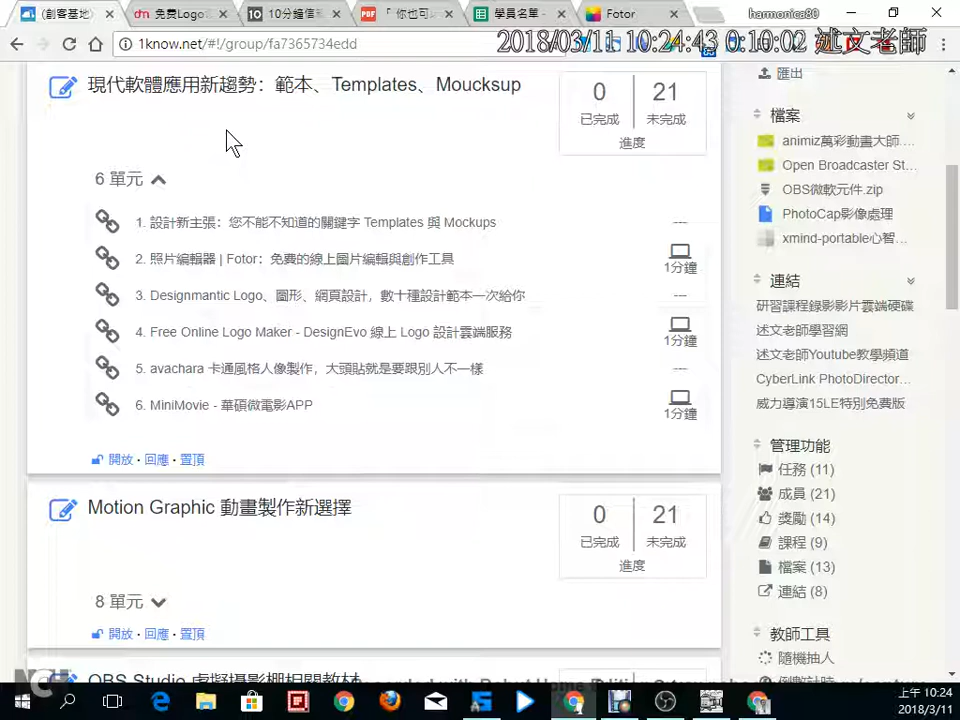 (創客基地)
免費Logo
10分鐘信
「 你也可
學員名單 -
Fotor
harmonica80
1know.net/#!/group/fa7365734edd
2018/03/11 10:24:43 0:10:02 述文老師
現代軟體應用新趨勢：範本、Templates、Moucksup
0 21
已完成 未完成
進度
6 單元
1. 設計新主張：您不能不知道的關鍵字 Templates 與 Mockups ---
2. 照片編輯器 | Fotor：免費的線上圖片編輯與創作工具 1分鐘
3. Designmantic Logo、圖形、網頁設計，數十種設計範本一次給你 ---
4. Free Online Logo Maker - DesignEvo 線上 Logo 設計雲端服務 1分鐘
5. avachara 卡通風格人像製作，大頭貼就是要跟別人不一樣 ---
6. MiniMovie - 華碩微電影APP 1分鐘
開放 · 回應 · 置頂
Motion Graphic 動畫製作新選擇
0 21
已完成 未完成
進度
8 單元
開放 · 回應 · 置頂
OBS Studio 虛擬攝影棚相關教材
匯出
檔案
animiz萬彩動畫大師....
Open Broadcaster St...
OBS微軟元件.zip
PhotoCap影像處理
xmind-portable心智...
連結
研習課程錄影影片雲端硬碟
述文老師學習網
述文老師Youtube教學頻道
CyberLink PhotoDirector...
威力導演15LE特別免費版
管理功能
任務 (11)
成員 (21)
獎勵 (14)
課程 (9)
檔案 (13)
連結 (8)
教師工具
隨機抽人
NCH
上午 10:24
2018/3/11